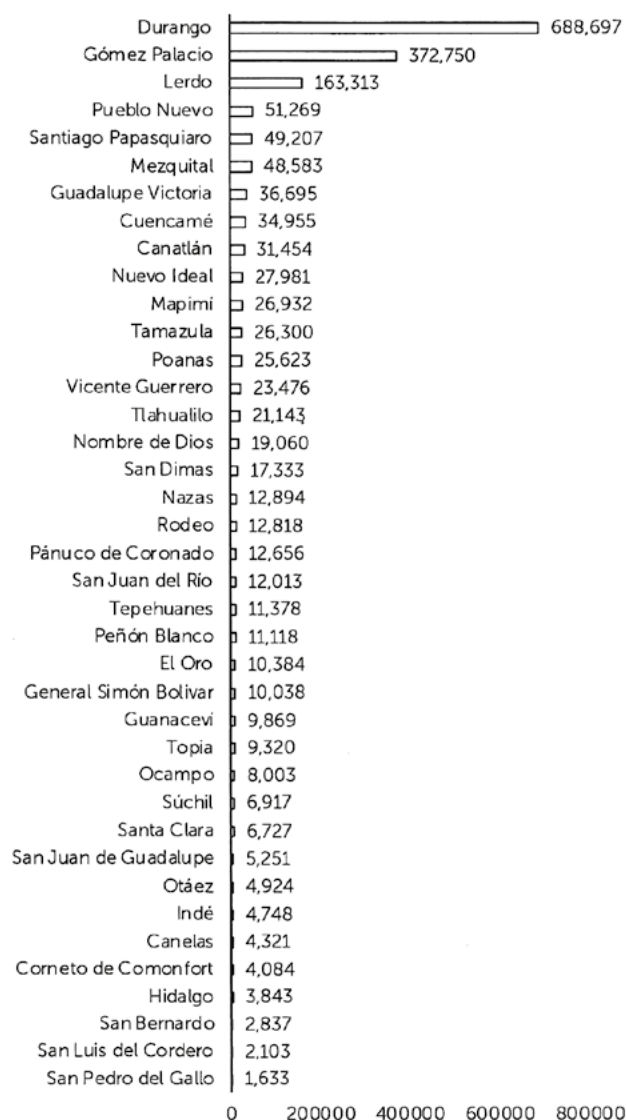 Durango 688,697
Gómez Palacio 372,750
Lerdo 163,313
Pueblo Nuevo 51,269
Santiago Papasquiaro 49,207
Mezquital 48,583
Guadalupe Victoria 36,695
Cuencamé 34,955
Canatlán 31,454
Nuevo Ideal 27,981
Mapimí 26,932
Tamazula 26,300
Poanas 25,623
Vicente Guerrero 23,476
Tlahualilo 21,143
Nombre de Dios 19,060
San Dimas 17,333
Nazas 12,894
Rodeo 12,818
Pánuco de Coronado 12,656
San Juan del Río 12,013
Tepehuanes 11,378
Peñón Blanco 11,118
El Oro 10,384
General Simón Bolivar 10,038
Guanacevi 9,869
Topia 9,320
Ocampo 8,003
Súchil 6,917
Santa Clara 6,727
San Juan de Guadalupe 5,251
Otáez 4,924
Indé 4,748
Canelas 4,321
Corneto de Comonfort 4,084
Hidalgo 3,843
San Bernardo 2,837
San Luis del Cordero 2,103
San Pedro del Gallo 1,633
0 200000 400000 600000 800000